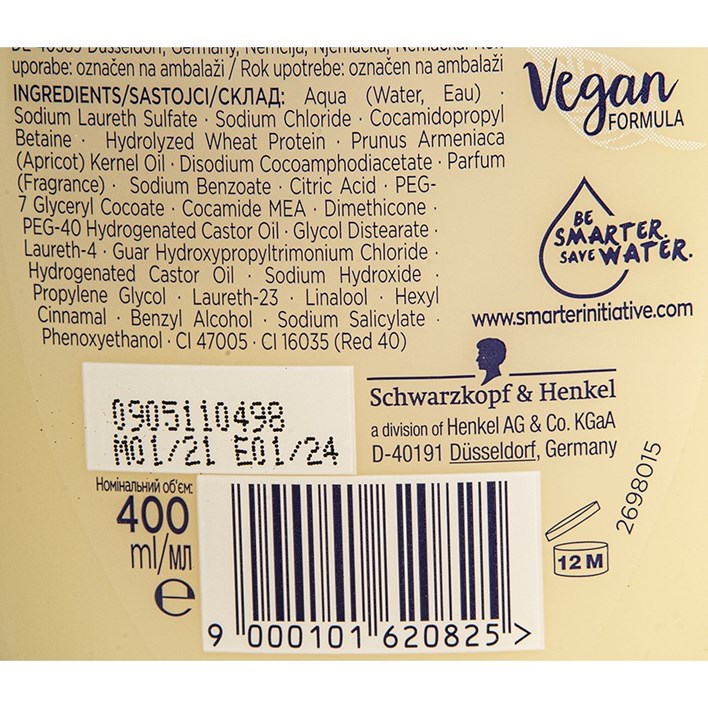 Düsseldorf, Germany,
uporabe: označen na ambalaži / Rok upotrebe: označen na ambalaži
INGREDIENTS/SASTOJCI/СКЛАД: Aqua (Water, Eau) ·
Sodium Laureth Sulfate · Sodium Chloride · Cocamidopropyl
Betaine · Hydrolyzed Wheat Protein · Prunus Armeniaca
(Apricot) Kernel Oil · Disodium Cocoamphodiacetate · Parfum
(Fragrance) · Sodium Benzoate · Citric Acid · PEG-
7 Glyceryl Cocoate · Cocamide MEA · Dimethicone ·
PEG-40 Hydrogenated Castor Oil · Glycol Distearate ·
Laureth-4 · Guar Hydroxypropyltrimonium Chloride ·
Hydrogenated Castor Oil · Sodium Hydroxide ·
Propylene Glycol · Laureth-23 · Linalool · Hexyl
Cinnamal · Benzyl Alcohol · Sodium Salicylate ·
Phenoxyethanol · CI 47005 · CI 16035 (Red 40)
Vegan
FORMULA
BE
SMARTER.
SAVE WATER.
www.smarterinitiative.com
Schwarzkopf & Henkel
a division of Henkel AG & Co. KGaA
D-40191 Düsseldorf, Germany
0905110498
M01/21 E01/24
Номінальний об'єм:
400
ml/мл
e
9 000101 620825 >
12 M
2698015